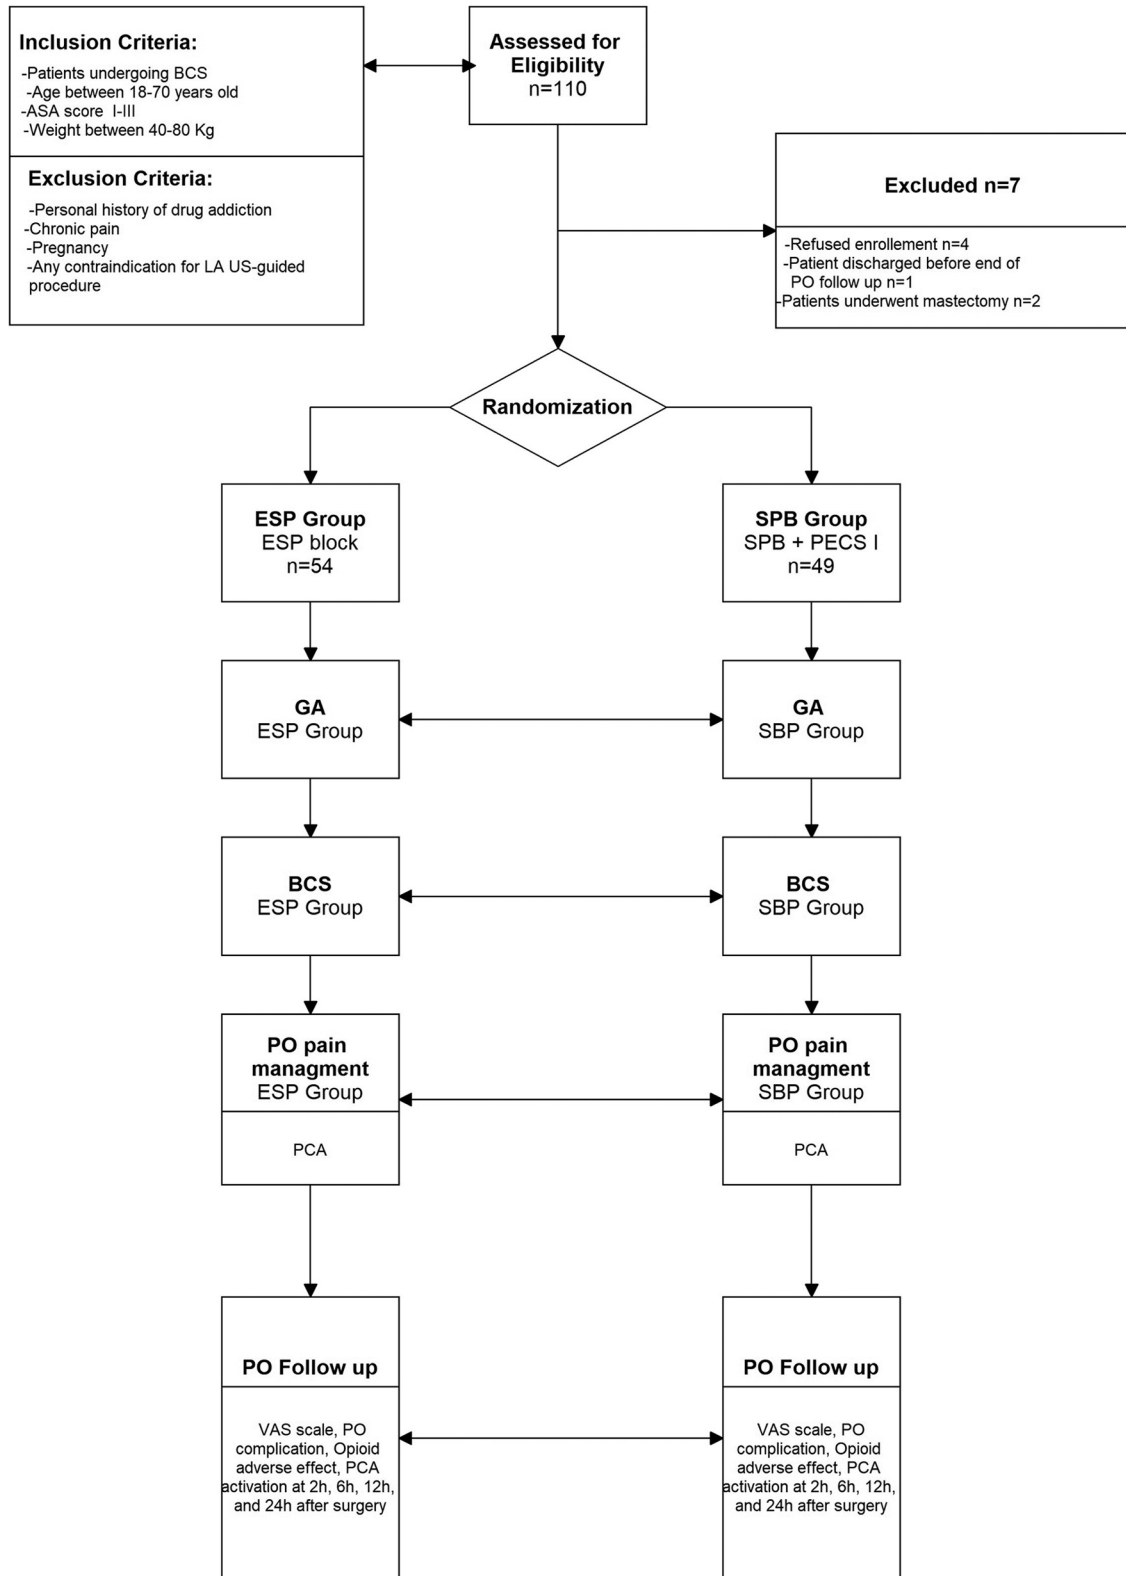 Inclusion Criteria:
-Patients undergoing BCS
-Age between 18-70 years old
-ASA score I-III
-Weight between 40-80 Kg
Exclusion Criteria:
-Personal history of drug addiction
-Chronic pain
-Pregnancy
-Any contraindication for LA US-guided
procedure
Assessed for
Eligibility
n=110
Excluded n=7
-Refused enrollement n=4
-Patient discharged before end of
PO follow up n=1
-Patients underwent mastectomy n=2
Randomization
ESP Group
ESP block
n=54
SPB Group
SPB + PECS I
n=49
GA
ESP Group
GA
SBP Group
BCS
ESP Group
BCS
SBP Group
PO pain
managment
ESP Group
PCA
PO pain
managment
SBP Group
PCA
PO Follow up
VAS scale, PO
complication, Opioid
adverse effect, PCA
activation at 2h, 6h, 12h,
and 24h after surgery
PO Follow up
VAS scale, PO
complication, Opioid
adverse effect, PCA
activation at 2h, 6h, 12h,
and 24h after surgery